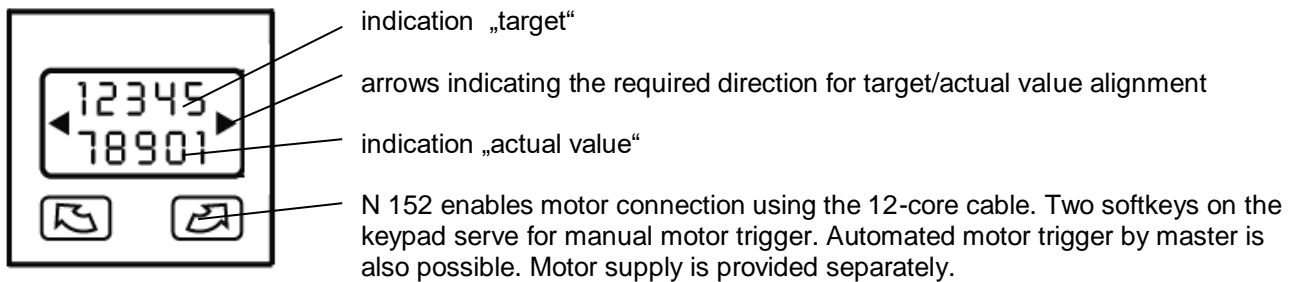 indication „target“
12345
arrows indicating the required direction for target/actual value alignment
78901
indication „actual value“
N 152 enables motor connection using the 12-core cable. Two softkeys on the
keypad serve for manual motor trigger. Automated motor trigger by master is
also possible. Motor supply is provided separately.